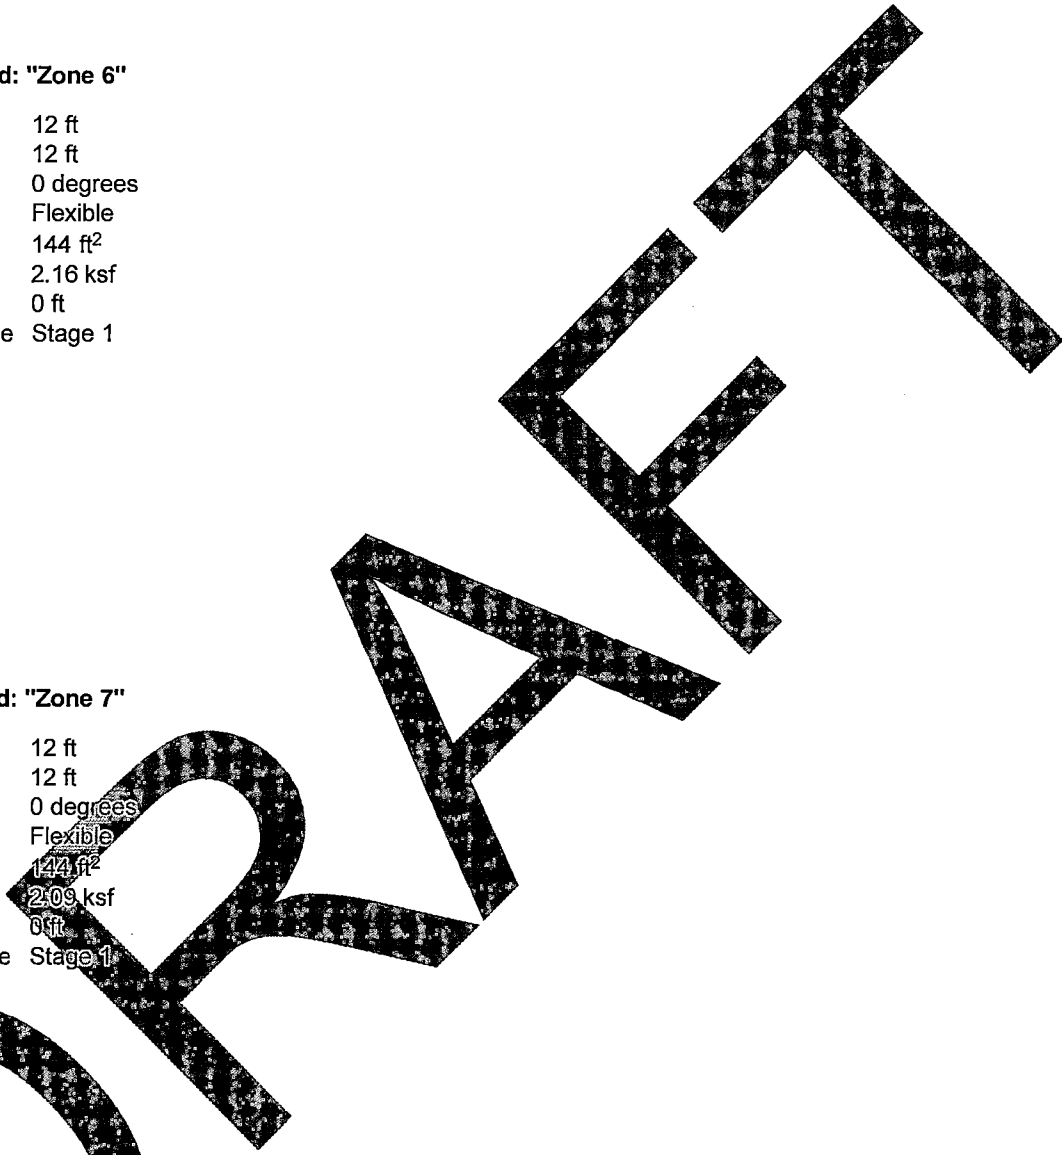 d: "Zone 6"
12 ft
12 ft
0 degrees
Flexible
144 ft²
2.16 ksf
0 ft
e Stage 1
d: "Zone 7"
12 ft
12 ft
0 degrees
Flexible
144 ft²
2.09 ksf
0 ft
e Stage 1
DRAFT